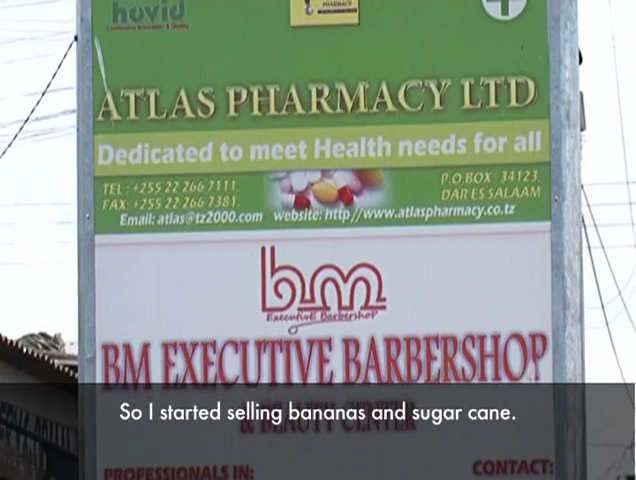 hovid
PHARMACY
ATLAS PHARMACY LTD
Dedicated to meet Health needs for all
TEL : +255 22 266 7111,
FAX: +255 22 266 7381,
P.O.BOX 34123,
DAR ES SALAAM
Email: atlas@tz2000.com website: http//www.atlaspharmacy.co.tz
bm
ExecutivE BarbershoP
BM EXECUTIVE BARBERSHOP
& BEAUTY CENTER
So I started selling bananas and sugar cane.
PROFESSIONALS IN:
CONTACT: